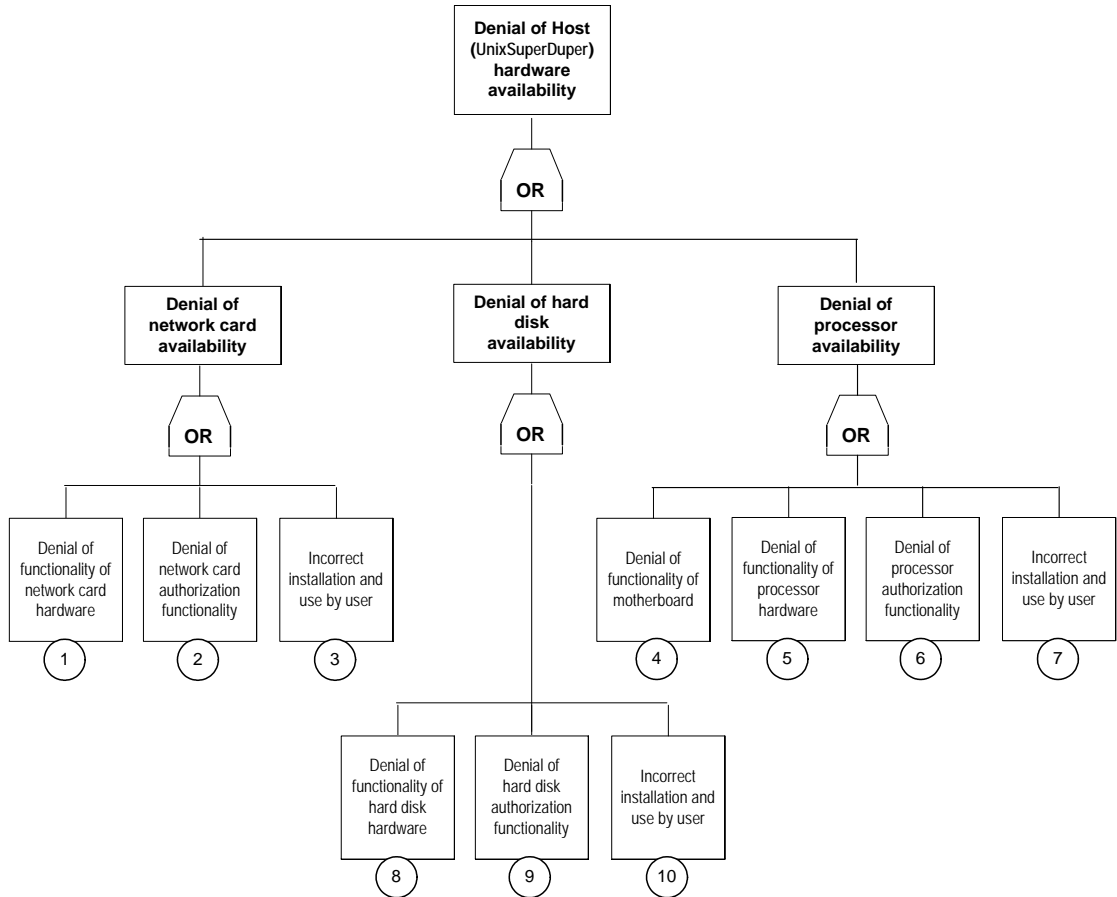 Denial of Host
(UnixSuperDuper)
hardware
availability
OR
Denial of
network card
availability
Denial of hard
disk
availability
Denial of
processor
availability
OR
OR
OR
Denial of
functionality of
network card
hardware
Denial of
network card
authorization
functionality
Incorrect
installation and
use by user
Denial of
functionality of
motherboard
Denial of
functionality of
processor
hardware
Denial of
processor
authorization
functionality
Incorrect
installation and
use by user
1
2
3
4
5
6
7
Denial of
functionality of
hard disk
hardware
Denial of
hard disk
authorization
functionality
Incorrect
installation and
use by user
8
9
10